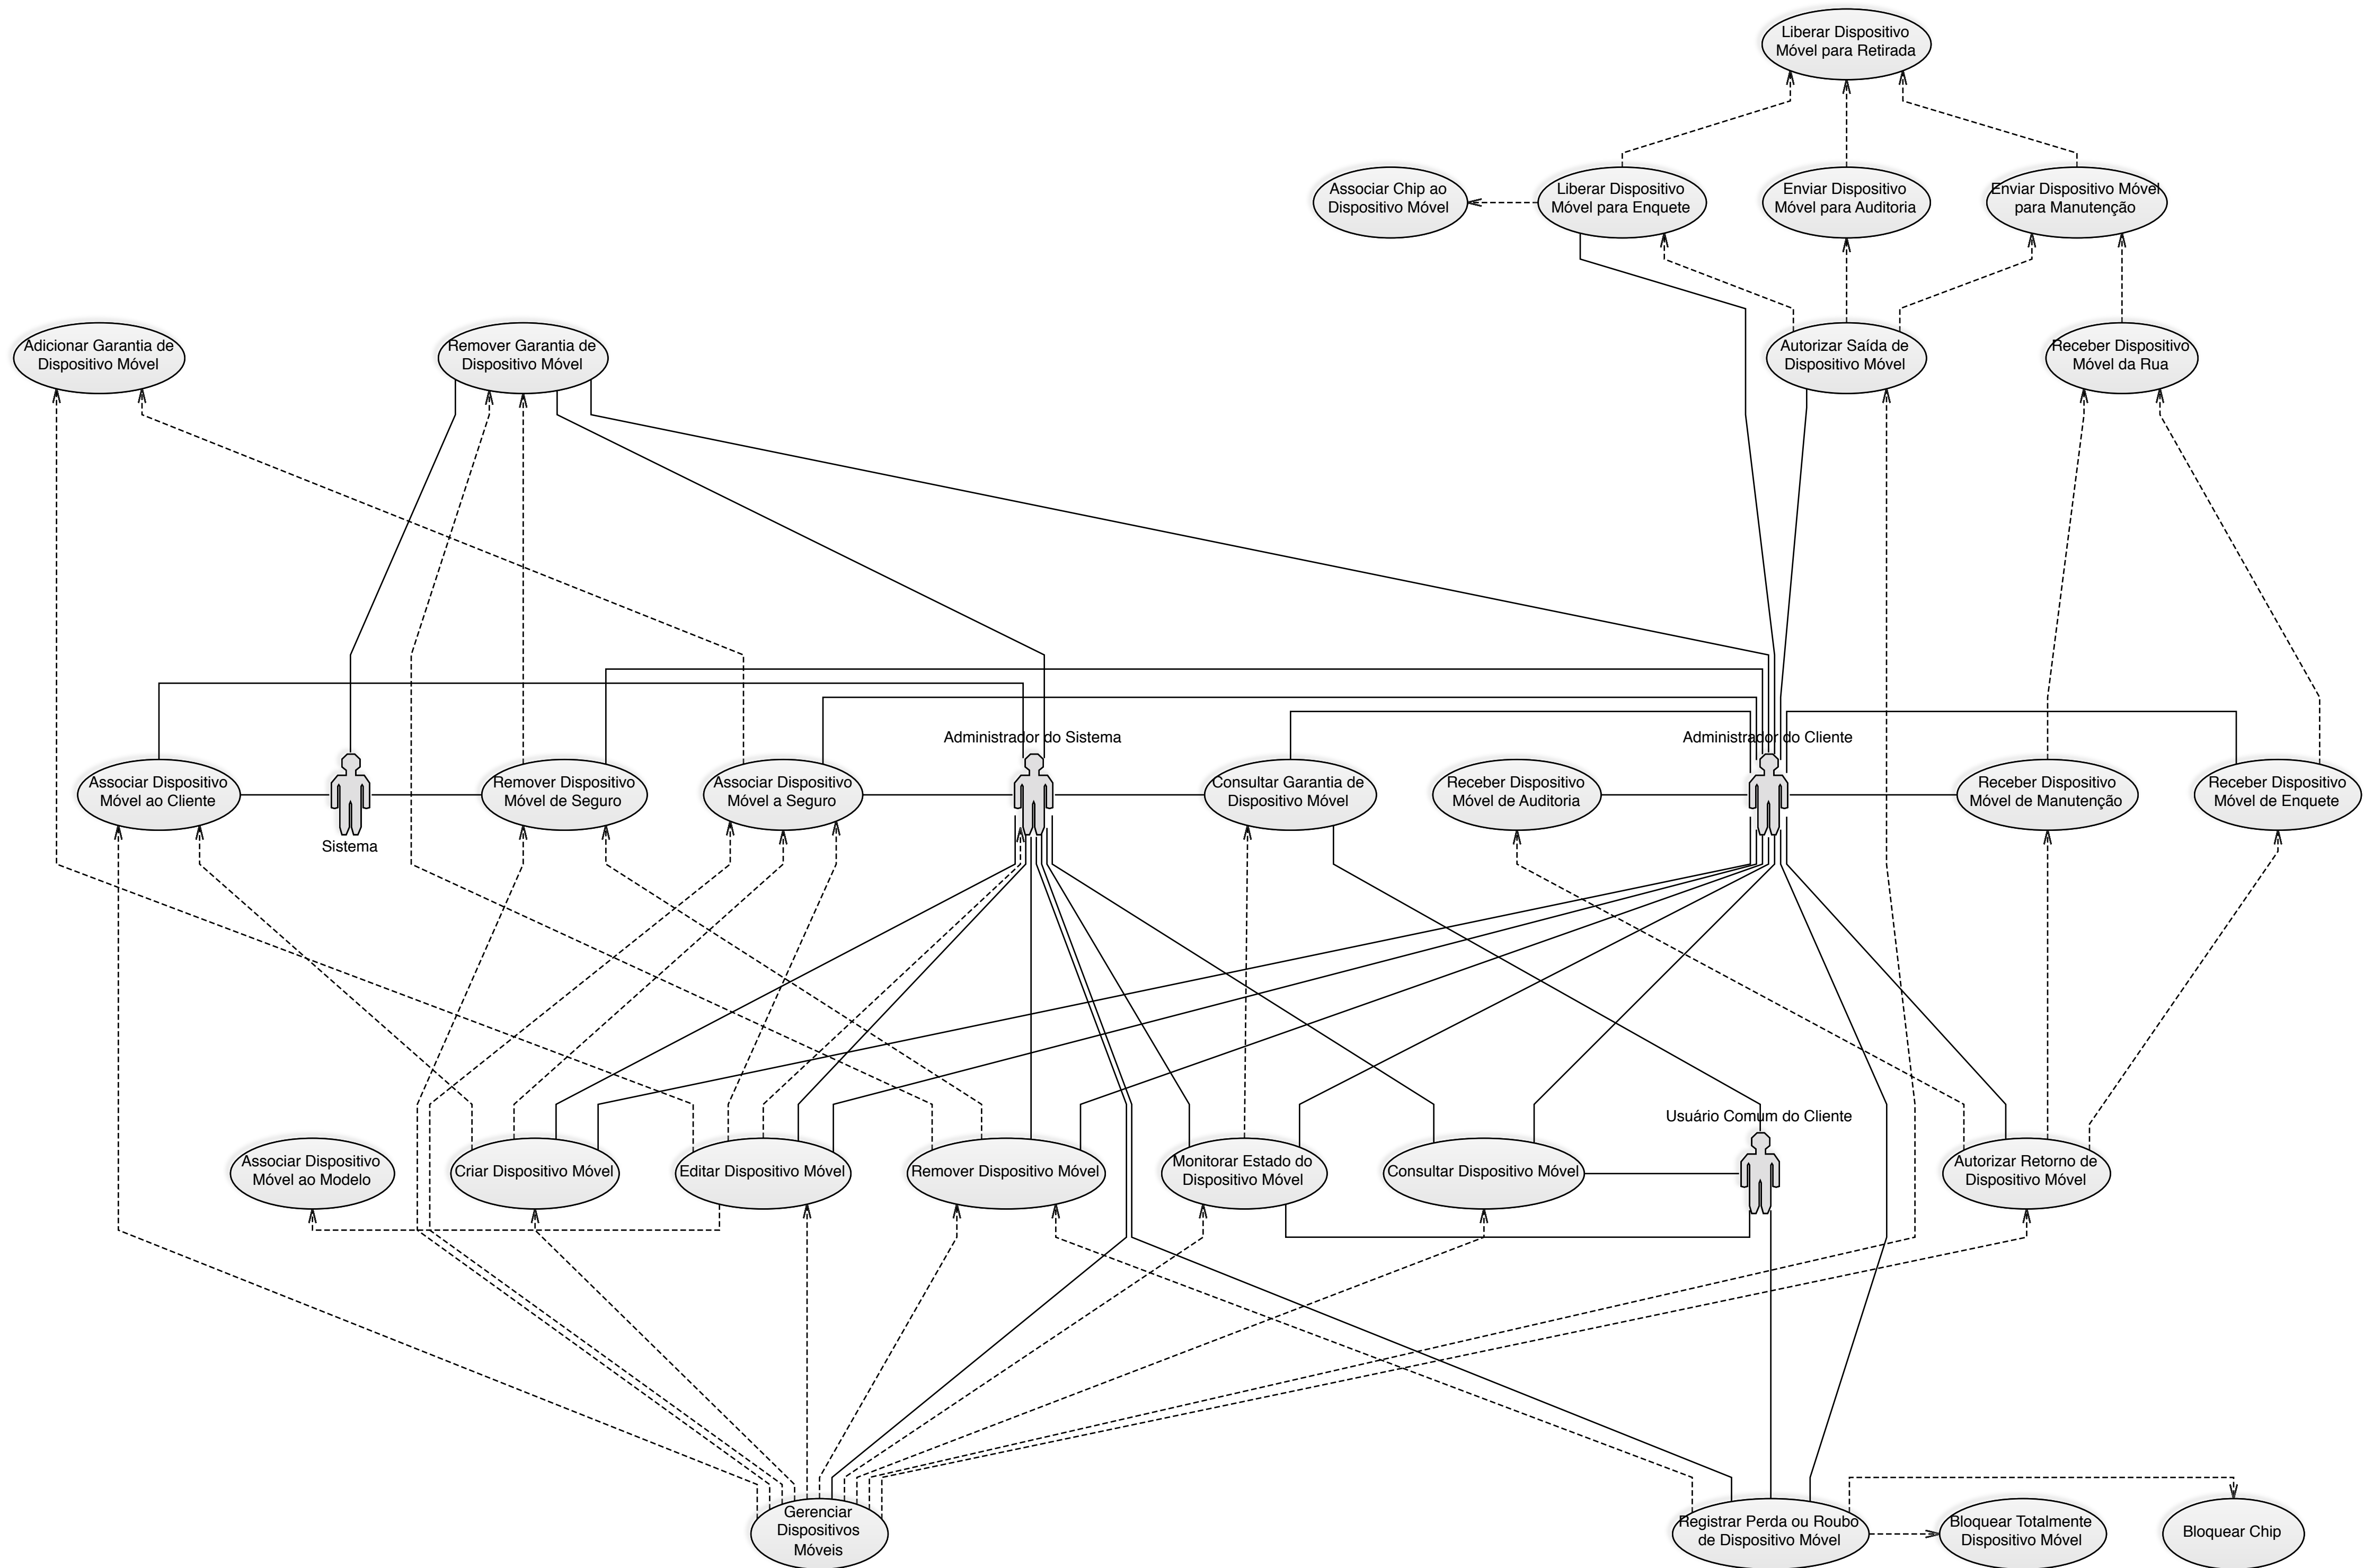 Liberar Dispositivo
Móvel para Retirada
Associar Chip ao
Dispositivo Móvel
Liberar Dispositivo
Móvel para Enquete
Enviar Dispositivo
Móvel para Auditoria
Enviar Dispositivo Móvel
para Manutenção
Adicionar Garantia de
Dispositivo Móvel
Remover Garantia de
Dispositivo Móvel
Autorizar Saída de
Dispositivo Móvel
Receber Dispositivo
Móvel da Rua
Administrador do Sistema
Administrador do Cliente
Associar Dispositivo
Móvel ao Cliente
Sistema
Remover Dispositivo
Móvel de Seguro
Associar Dispositivo
Móvel a Seguro
Consultar Garantia de
Dispositivo Móvel
Receber Dispositivo
Móvel de Auditoria
Receber Dispositivo
Móvel de Manutenção
Receber Dispositivo
Móvel de Enquete
Usuário Comum do Cliente
Associar Dispositivo
Móvel ao Modelo
Criar Dispositivo Móvel
Editar Dispositivo Móvel
Remover Dispositivo Móvel
Monitorar Estado do
Dispositivo Móvel
Consultar Dispositivo Móvel
Autorizar Retorno de
Dispositivo Móvel
Gerenciar
Dispositivos
Móveis
Registrar Perda ou Roubo
de Dispositivo Móvel
Bloquear Totalmente
Dispositivo Móvel
Bloquear Chip